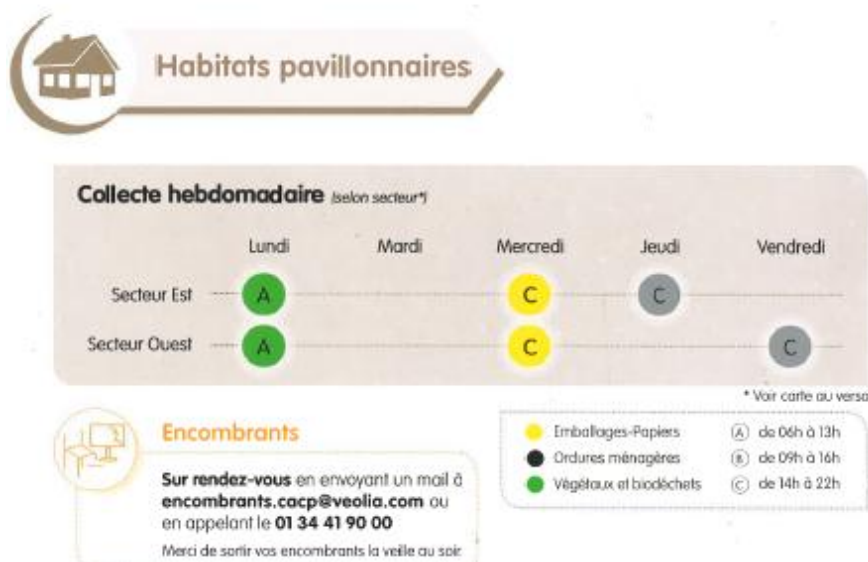 Habitats pavillonnaires
Collecte hebdomadaire (selon secteur*)
Lundi Mardi Mercredi Jeudi Vendredi
Secteur Est A C C
Secteur Ouest A C C
* Voir carte au verso
Encombrants
Sur rendez-vous en envoyant un mail à
encombrants.cacp@veolia.com ou
en appelant le 01 34 41 90 00
Merci de sortir vos encombrants la veille au soir
Emballages-Papiers A de 06h à 13h
Ordures ménagères B de 09h à 16h
Végétaux et biodéchets C de 14h à 22h